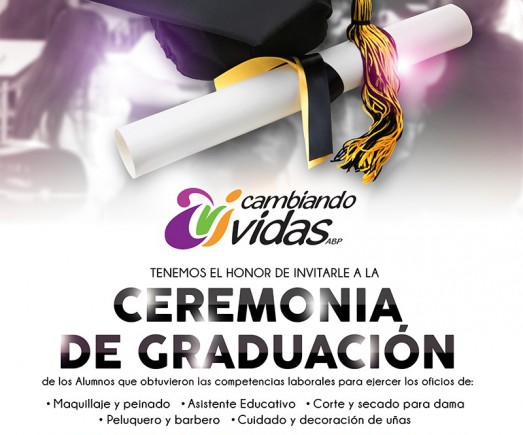 cambiando
vidas ABP
TENEMOS EL HONOR DE INVITARLE A LA
CEREMONIA
DE GRADUACIÓN
de los Alumnos que obtuvieron las competencias laborales para ejercer los oficios de:
• Maquillaje y peinado • Asistente Educativo • Corte y secado para dama
• Peluquero y barbero • Cuidado y decoración de uñas